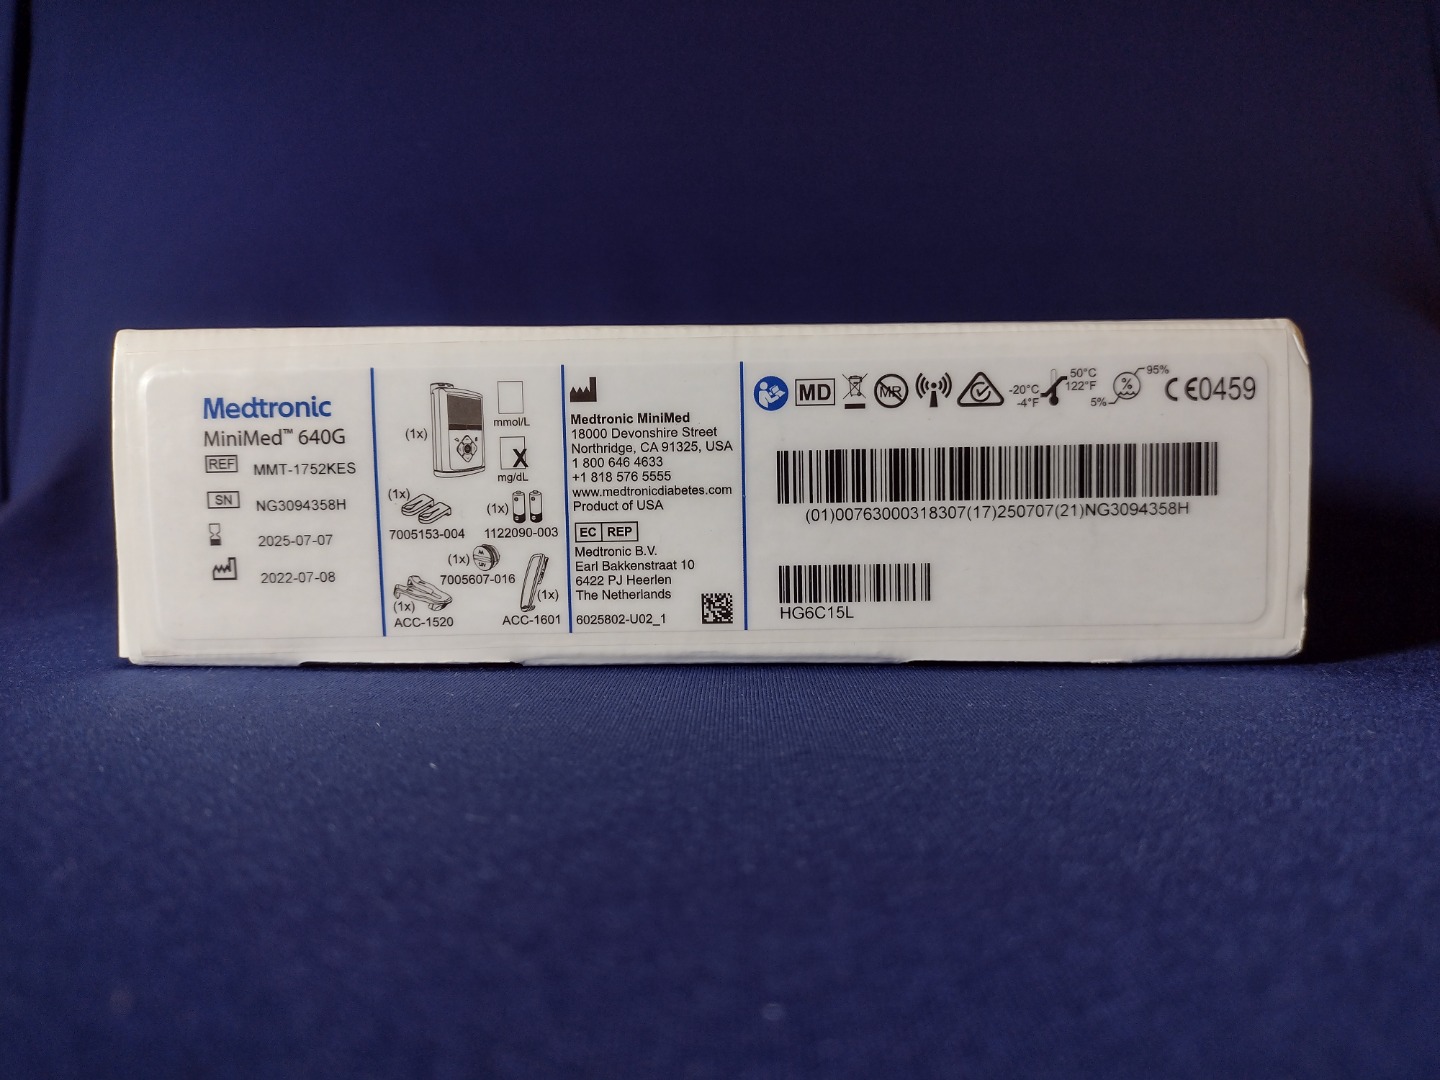 Medtronic
MiniMed™ 640G
REF MMT-1752KES
SN NG3094358H
2025-07-07
2022-07-08
(1x)
mmol/L
X
mg/dL
(1x)
7005153-004
(1x)
1122090-003
(1x)
7005607-016
(1x)
ACC-1520
(1x)
ACC-1601
Medtronic MiniMed
18000 Devonshire Street
Northridge, CA 91325, USA
1 800 646 4633
+1 818 576 5555
www.medtronicdiabetes.com
Product of USA
EC REP
Medtronic B.V.
Earl Bakkenstraat 10
6422 PJ Heerlen
The Netherlands
6025802-U02_1
MD
MR
-20°C
-4°F
50°C
122°F
5%
%
95%
CE0459
(01)00763000318307(17)250707(21)NG3094358H
HG6C15L